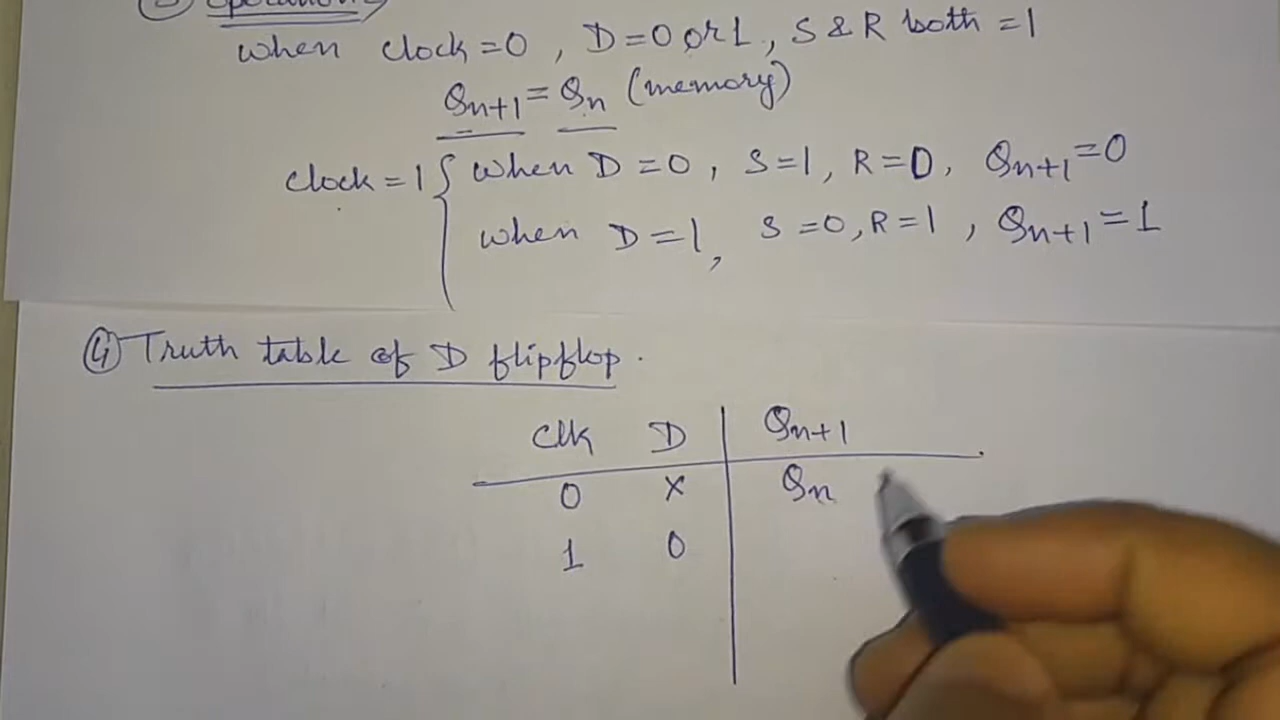 ③ Operation
When clock = 0, D = 0 or 1, S & R both = 1
Qn+1 = Qn (memory)
clock = 1 { when D = 0, S = 1, R = 0, Qn+1 = 0
when D = 1, S = 0, R = 1, Qn+1 = 1
④ Truth table of D flipflop.
Clk D Qn+1
0 X Qn
1 0